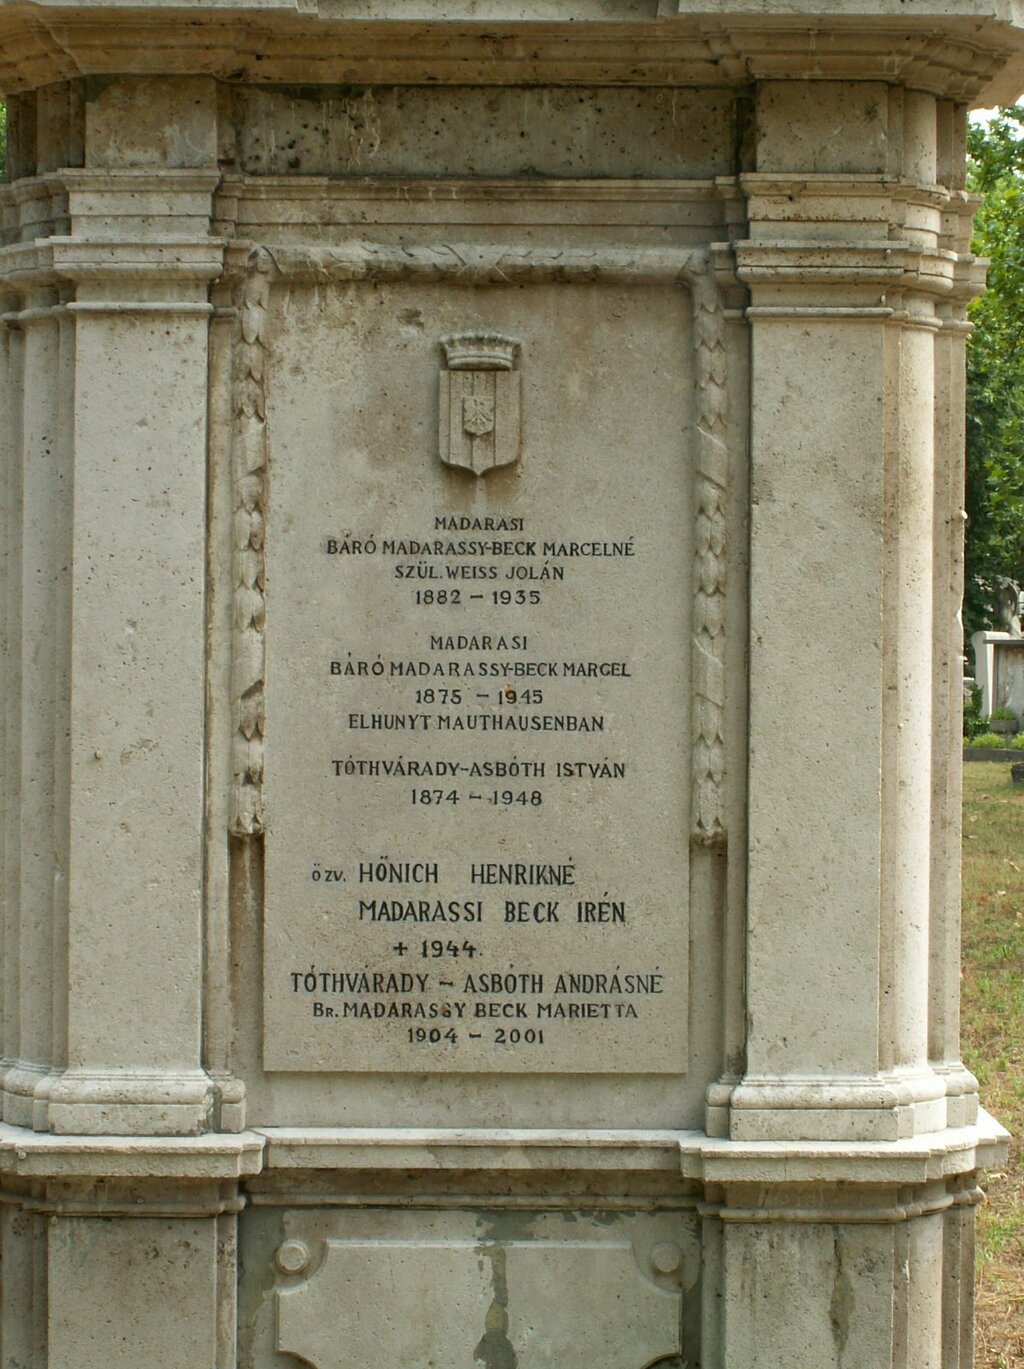 MADARASI
BÁRÓ MADARASSY-BECK MARCELNÉ
SZÜL. WEISS JOLÁN
1882 – 1935
MADARASI
BÁRÓ MADARASSY-BECK MARCEL
1875 – 1945
ELHUNYT MAUTHAUSENBAN
TÓTHVÁRADY-ASBÓTH ISTVÁN
1874 – 1948
ÖZV. HŐNICH HENRIKNÉ
MADARASSI BECK IRÉN
+ 1944.
TÓTHVÁRADY – ASBÓTH ANDRÁSNÉ
BR. MADARASSY BECK MARIETTA
1904 – 2001